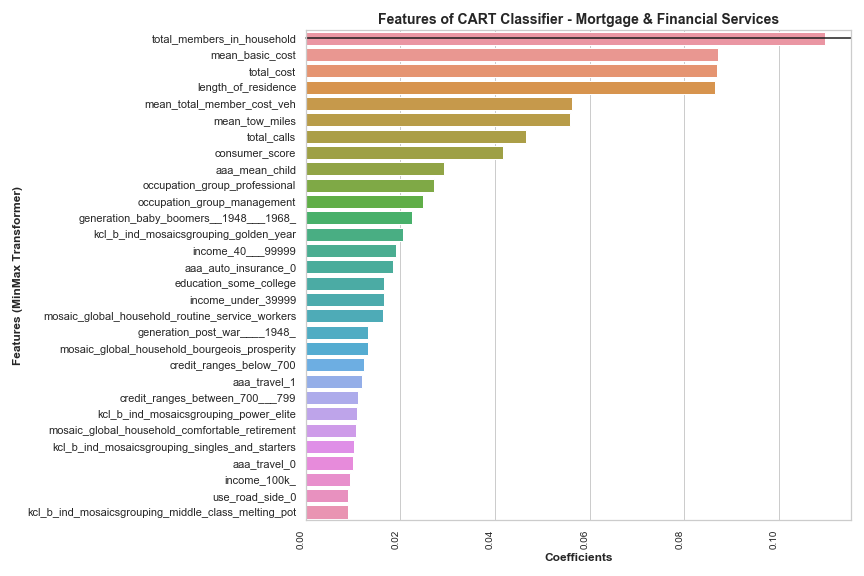 Features of CART Classifier - Mortgage & Financial Services
total_members_in_household
mean_basic_cost
total_cost
length_of_residence
mean_total_member_cost_veh
mean_tow_miles
total_calls
consumer_score
aaa_mean_child
occupation_group_professional
occupation_group_management
generation_baby_boomers__1948___1968_
kcl_b_ind_mosaicsgrouping_golden_year
income_40___99999
aaa_auto_insurance_0
education_some_college
income_under_39999
mosaic_global_household_routine_service_workers
generation_post_war____1948_
mosaic_global_household_bourgeois_prosperity
credit_ranges_below_700
aaa_travel_1
credit_ranges_between_700___799
kcl_b_ind_mosaicsgrouping_power_elite
mosaic_global_household_comfortable_retirement
kcl_b_ind_mosaicsgrouping_singles_and_starters
aaa_travel_0
income_100k_
use_road_side_0
kcl_b_ind_mosaicsgrouping_middle_class_melting_pot
Features (MinMax Transformer)
0.00
0.02
0.04
0.06
0.08
0.10
Coefficients